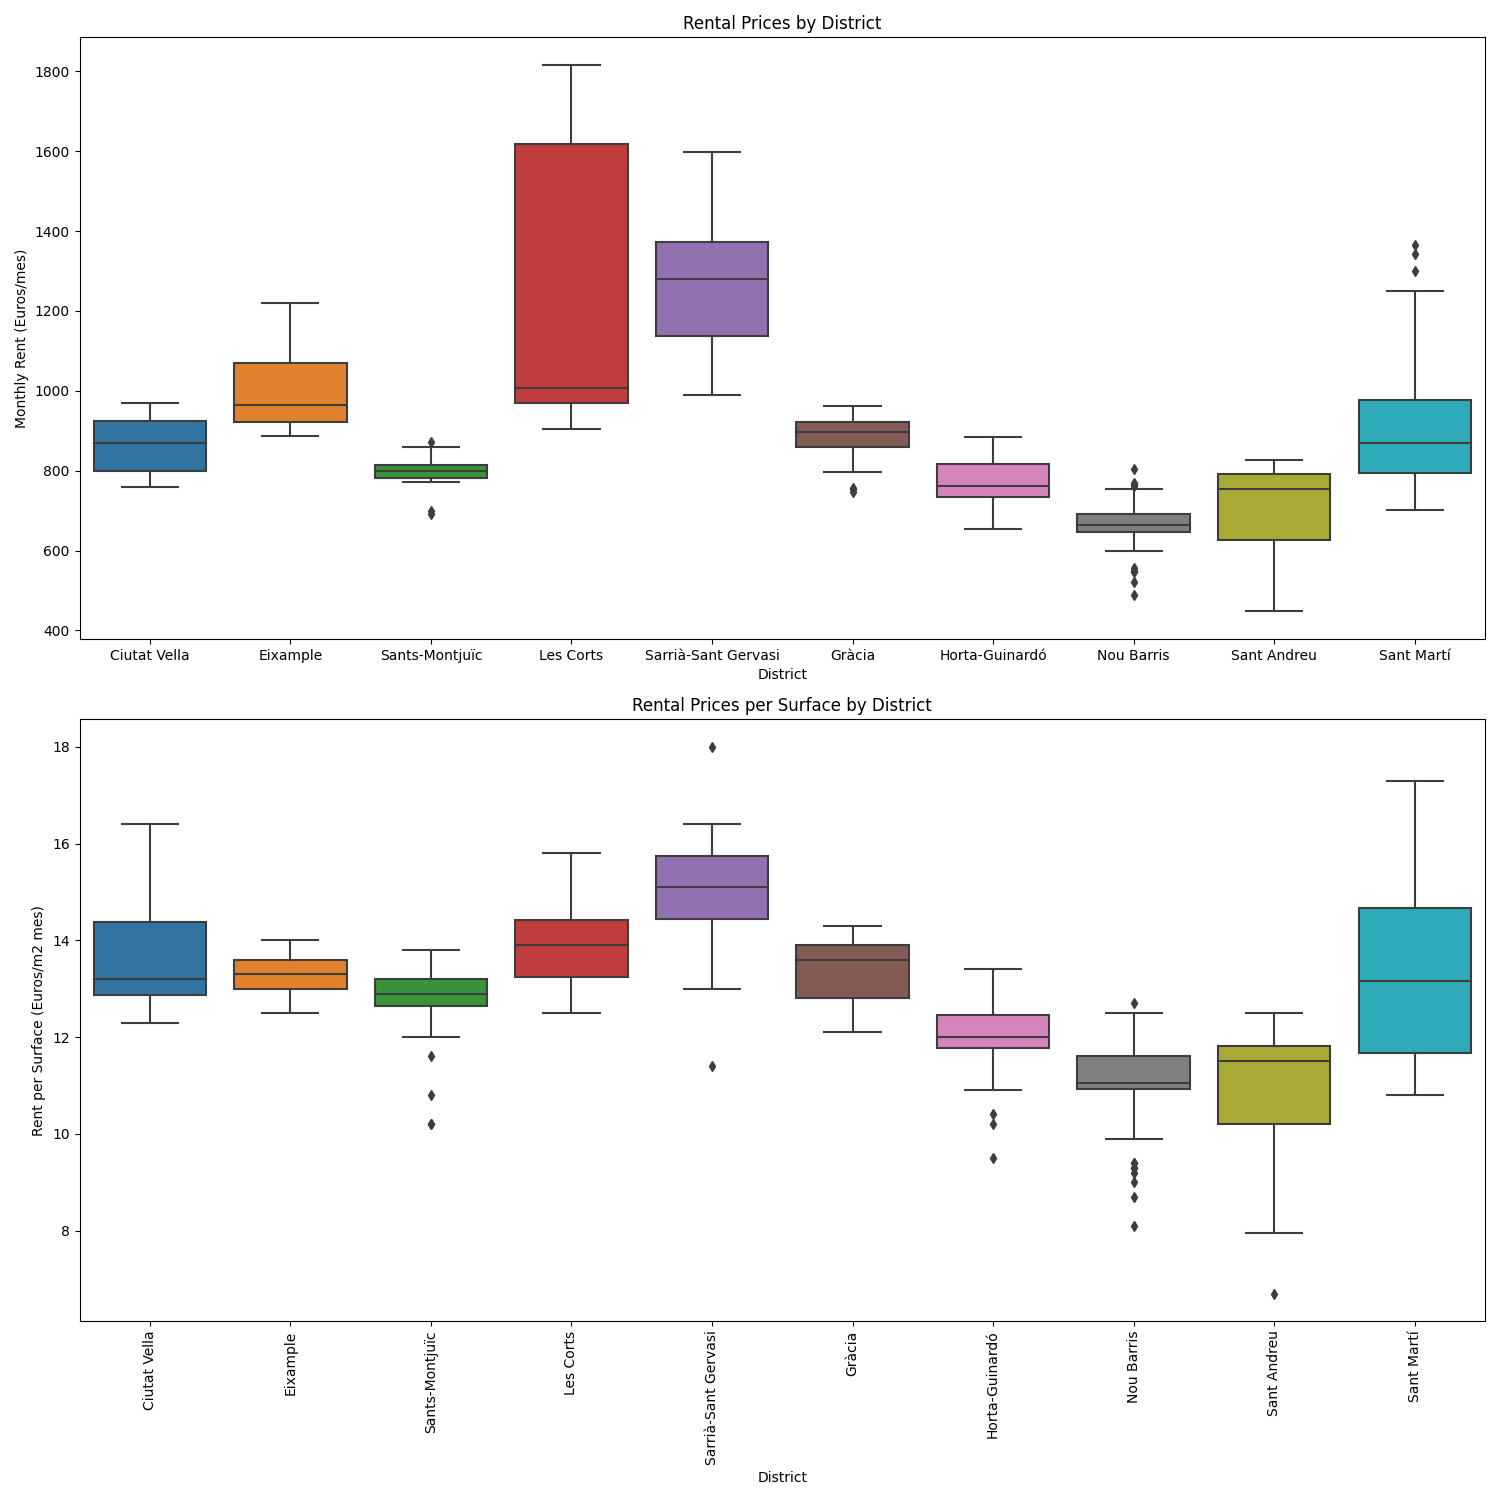 Rental Prices by District
Monthly Rent (Euros/mes)
1800
1600
1400
1200
1000
800
600
400
Ciutat Vella Eixample Sants-Montjuïc Les Corts Sarrià-Sant Gervasi Gràcia Horta-Guinardó Nou Barris Sant Andreu Sant Martí
District
Rental Prices per Surface by District
Rent per Surface (Euros/m2 mes)
18
16
14
12
10
8
Ciutat Vella
Eixample
Sants-Montjuïc
Les Corts
Sarrià-Sant Gervasi
Gràcia
Horta-Guinardó
Nou Barris
Sant Andreu
Sant Martí
District